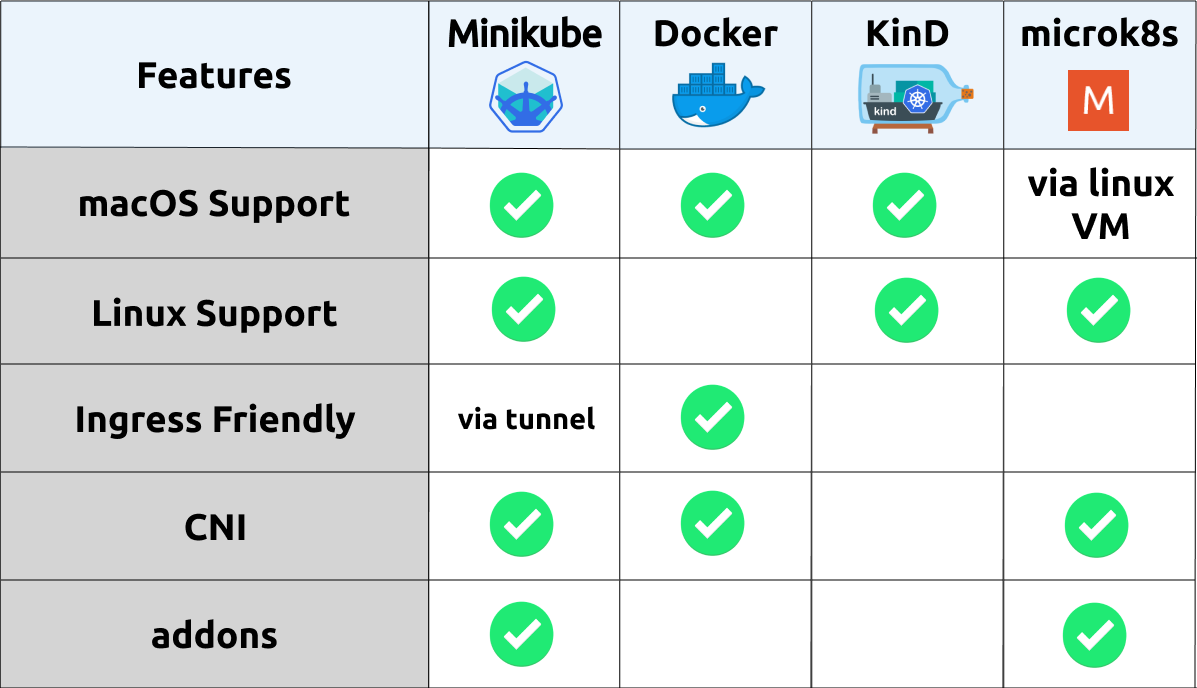 Features
Minikube
Docker
KinD
microk8s
kind
M
macOS Support
via linux
VM
Linux Support
Ingress Friendly
via tunnel
CNI
addons